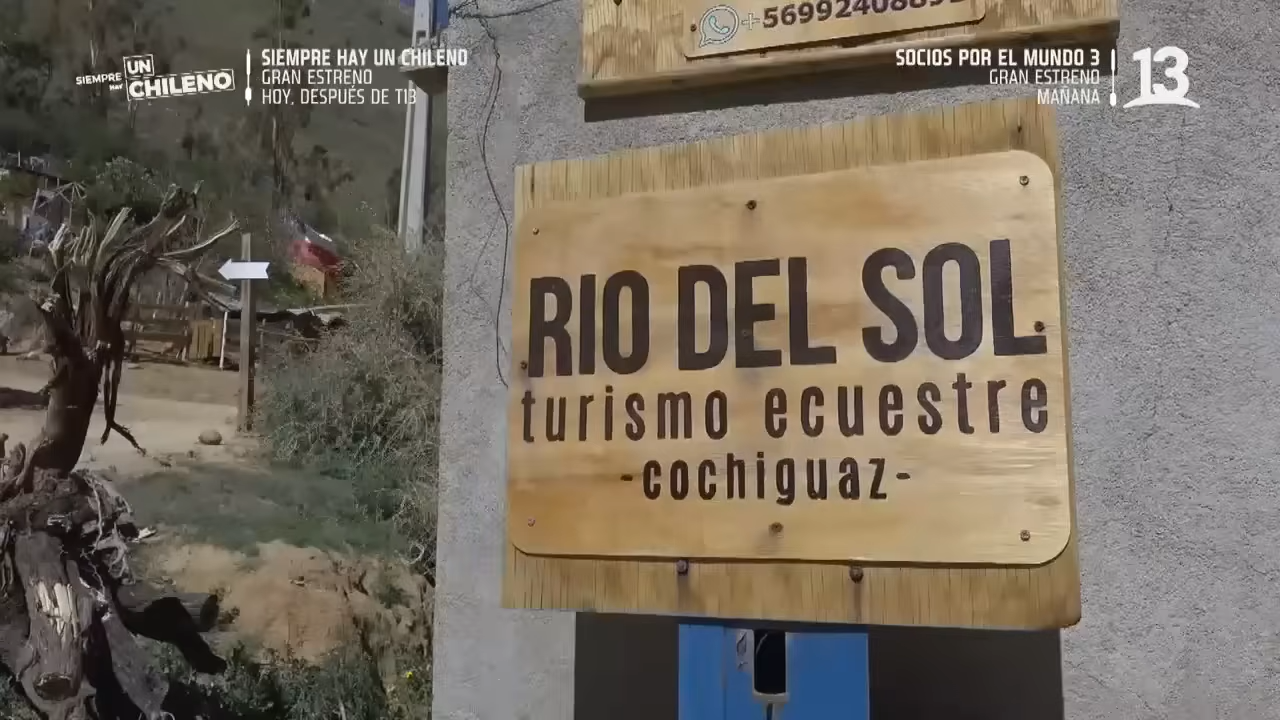 SIEMPRE HAY UN CHILENO
SIEMPRE HAY UN CHILENO
GRAN ESTRENO
HOY, DESPUÉS DE T13
SOCIOS POR EL MUNDO 3
GRAN ESTRENO
MAÑANA
13
RIO DEL SOL
turismo ecuestre
-cochiguaz-